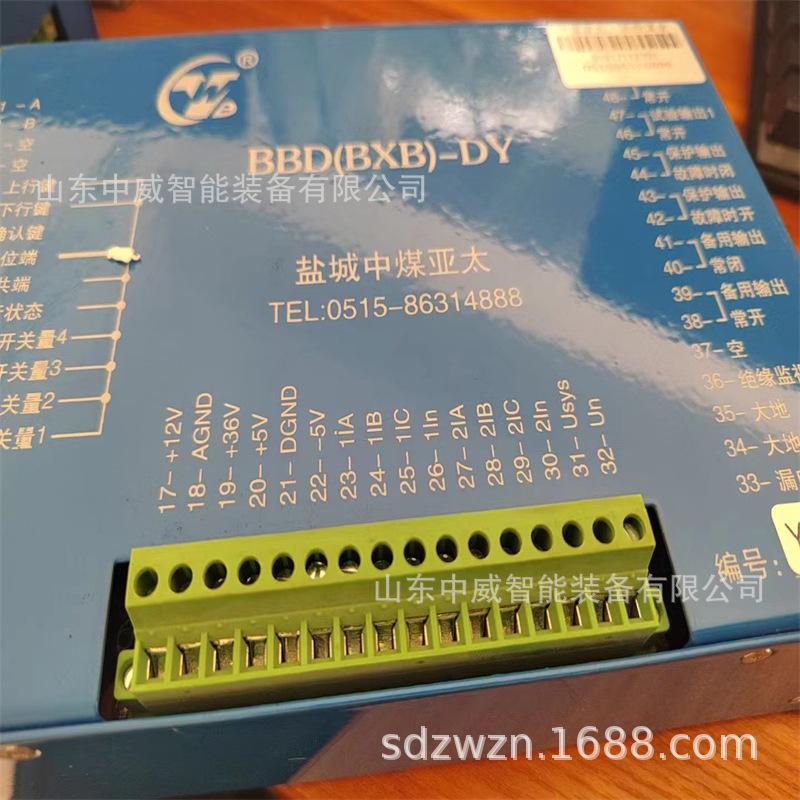 BBD(BXB)-DY
盐城中煤亚太
TEL:0515-86314888
山东中威智能装备有限公司
1-A
B
空
空
上行键
下行键
确认键
位端
共端
状态
开关量4
开关量3
关量2
关量1
48-
常开
47-试验输出1
46-常开
45-保护输出
44-故障时闭
43-保护输出
42-故障时开
41-备用输出
40-常闭
39-备用输出
38-常开
37-空
36-绝缘监视
35-大地
34-大地
33-漏
17- +12V
18- AGND
19- +36V
20- +5V
21- DGND
22- -5V
23- 1IA
24- 1IB
25- 1IC
26- 1In
27- 2IA
28- 2IB
29- 2IC
30- 2In
31- Usys
32- Un
编号:
山东中威智能装备有限公司
sdzwzn.1688.com